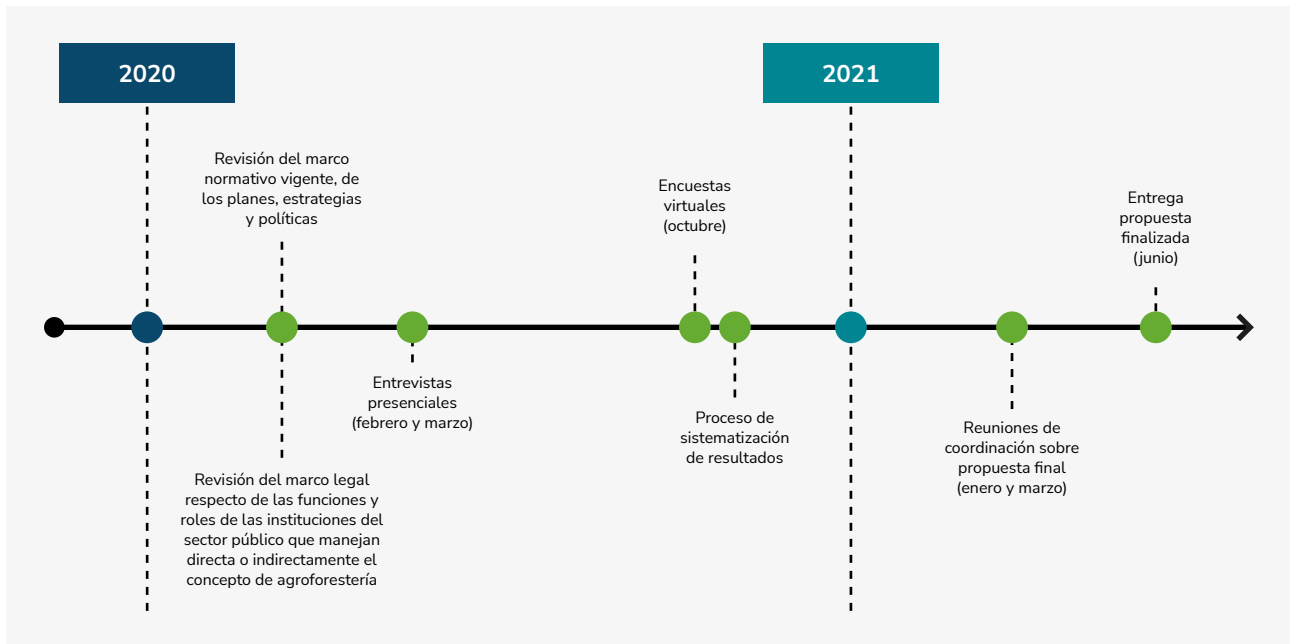 2020
2021
Revisión del marco
normativo vigente, de
los planes, estrategias
y políticas
Encuestas
virtuales
(octubre)
Entrega
propuesta
finalizada
(junio)
Entrevistas
presenciales
(febrero y marzo)
Proceso de
sistematización
de resultados
Reuniones de
coordinación sobre
propuesta final
(enero y marzo)
Revisión del marco legal
respecto de las funciones y
roles de las instituciones del
sector público que manejan
directa o indirectamente el
concepto de agroforestería